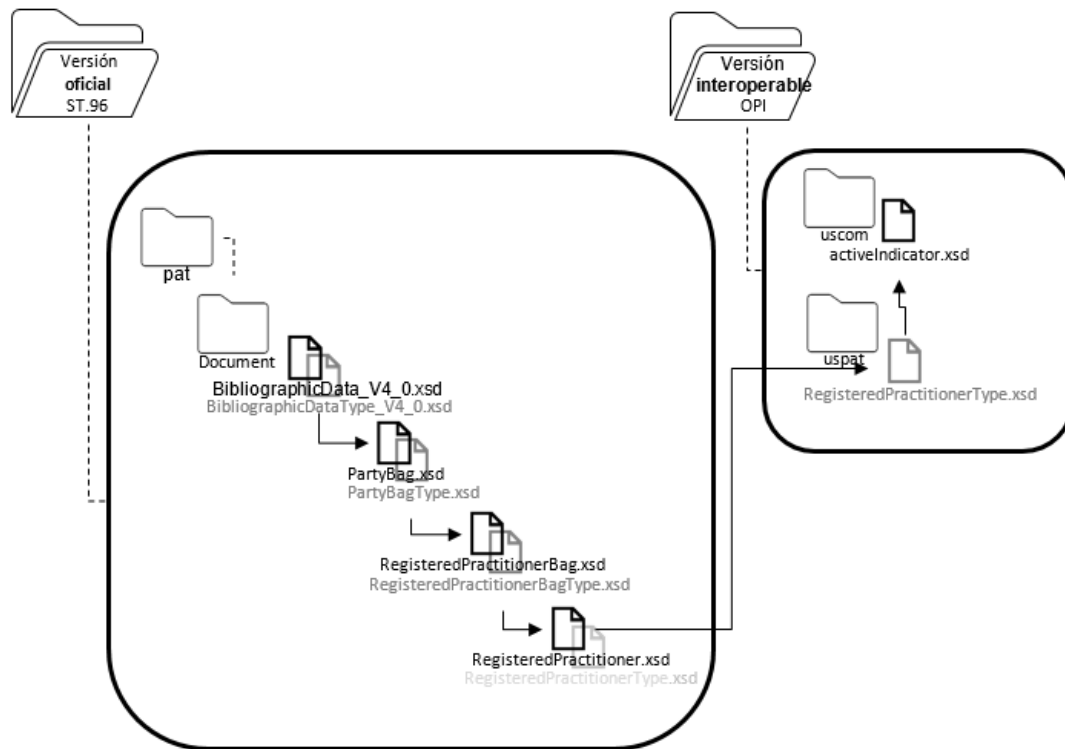 Versión
oficial
ST.96
Versión
interoperable
OPI
pat
Document
BibliographicData_V4_0.xsd
BibliographicDataType_V4_0.xsd
PartyBag.xsd
PartyBagType.xsd
RegisteredPractitionerBag.xsd
RegisteredPractitionerBagType.xsd
RegisteredPractitioner.xsd
RegisteredPractitionerType.xsd
uscom
activeIndicator.xsd
uspat
RegisteredPractitionerType.xsd